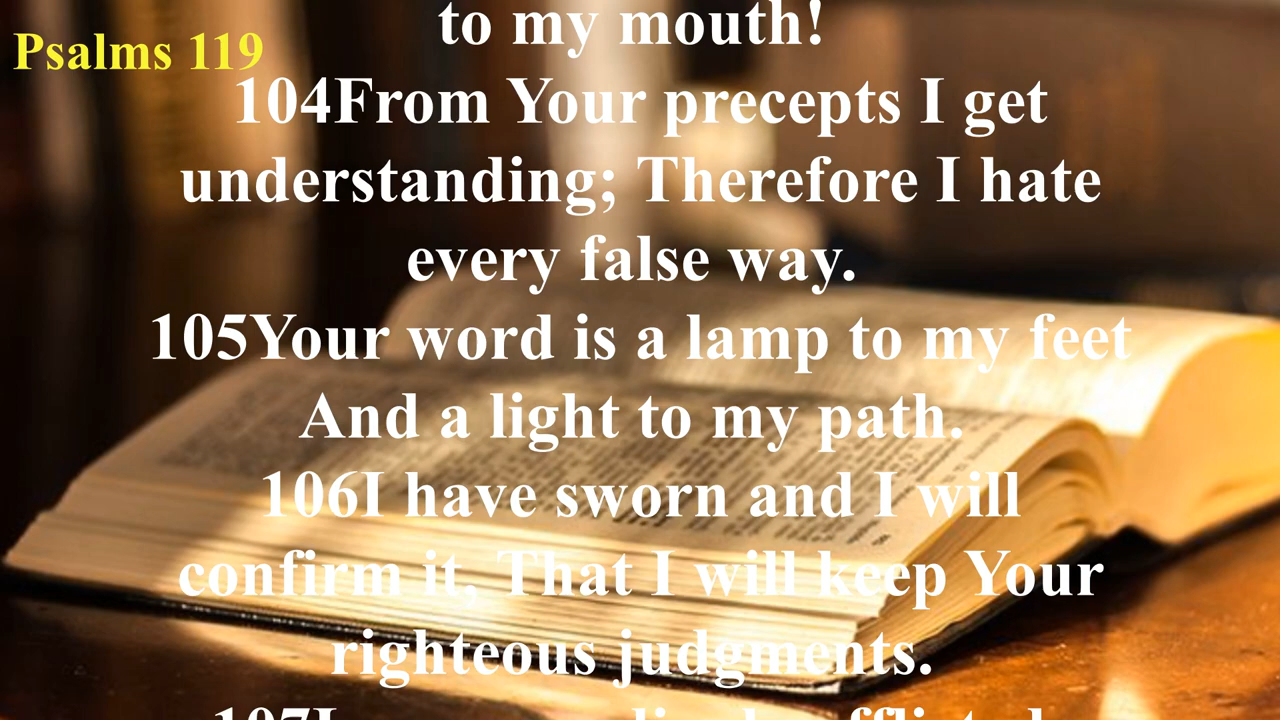 Psalms 119
to my mouth!
104From Your precepts I get
understanding; Therefore I hate
every false way.
105Your word is a lamp to my feet
And a light to my path.
106I have sworn and I will
confirm it, That I will keep Your
righteous judgments.